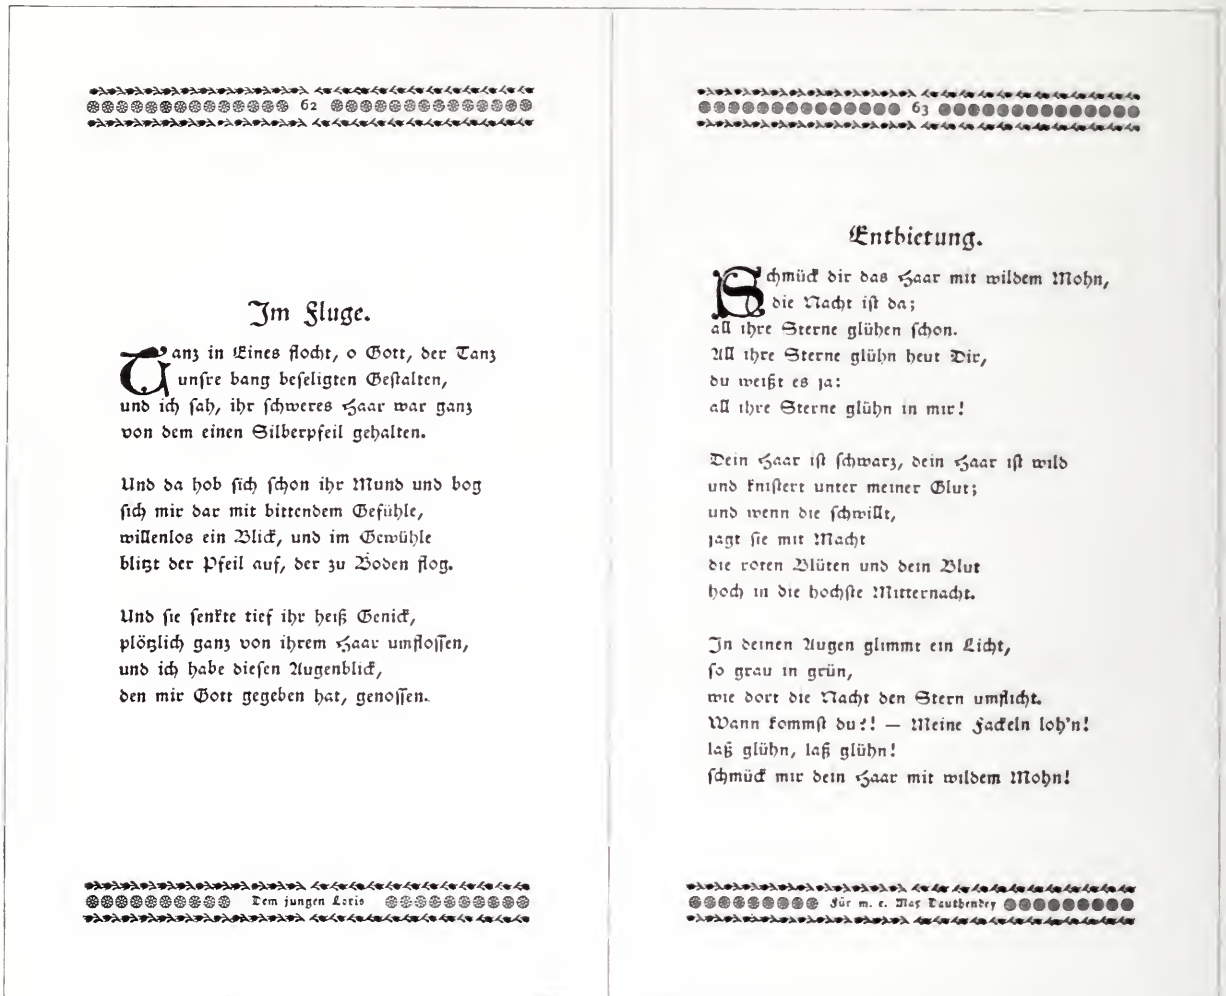 62
Im Fluge.
Tanz in Eines flocht, o Gott, der Tanz
unsre bang beseligten Gestalten,
und ich sah, ihr schweres Haar war ganz
von dem einen Silberpfeil gehalten.
Und da hob sich schon ihr Mund und bog
sich mir dar mit bittendem Gefühle,
willenlos ein Blick, und im Gewühle
blitzt der Pfeil auf, der zu Boden flog.
Und sie senkte tief ihr heiß Genick,
plötzlich ganz von ihrem Haar umflossen,
und ich habe diesen Augenblick,
den mir Gott gegeben hat, genossen.
Dem jungen Loris
63
Entbietung.
Schmück dir das Haar mit wildem Mohn,
die Nacht ist da;
all ihre Sterne glühen schon.
All ihre Sterne glühn heut Dir,
du weißt es ja:
all ihre Sterne glühn in mir!
Dein Haar ist schwarz, dein Haar ist wild
und knistert unter meiner Glut;
und wenn die schwillt,
jagt sie mit Macht
die roten Blüten und dein Blut
hoch in die höchste Mitternacht.
In deinen Augen glimmt ein Licht,
so grau in grün,
wie dort die Nacht den Stern umflicht.
Wann kommst du?! — Meine Fackeln loh'n!
laß glühn, laß glühn!
schmück mir dein Haar mit wildem Mohn!
Für m. e. Max Dauthendey